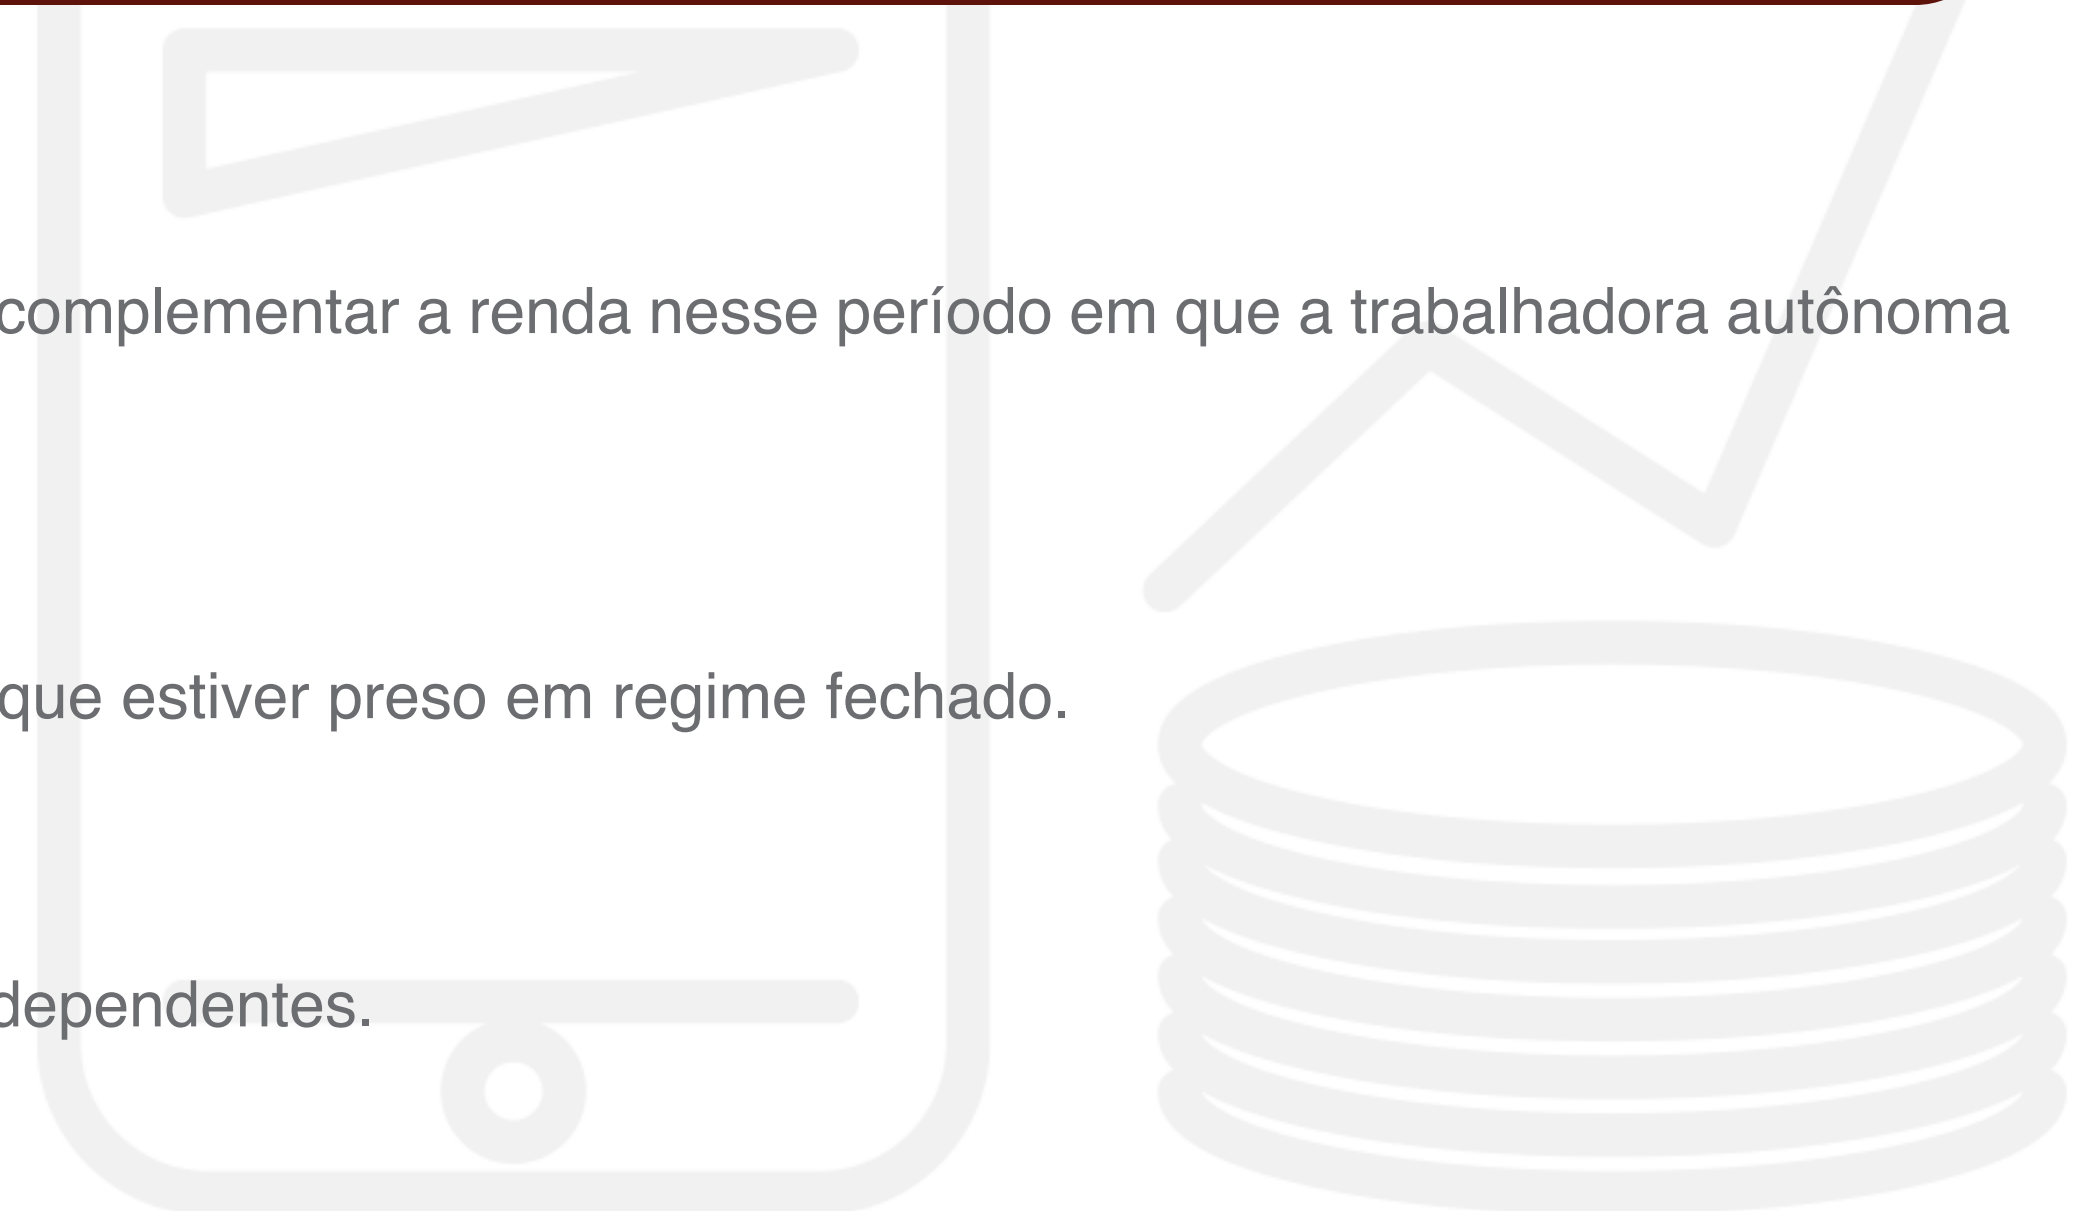 complementar a renda nesse período em que a trabalhadora autônoma
que estiver preso em regime fechado.
dependentes.